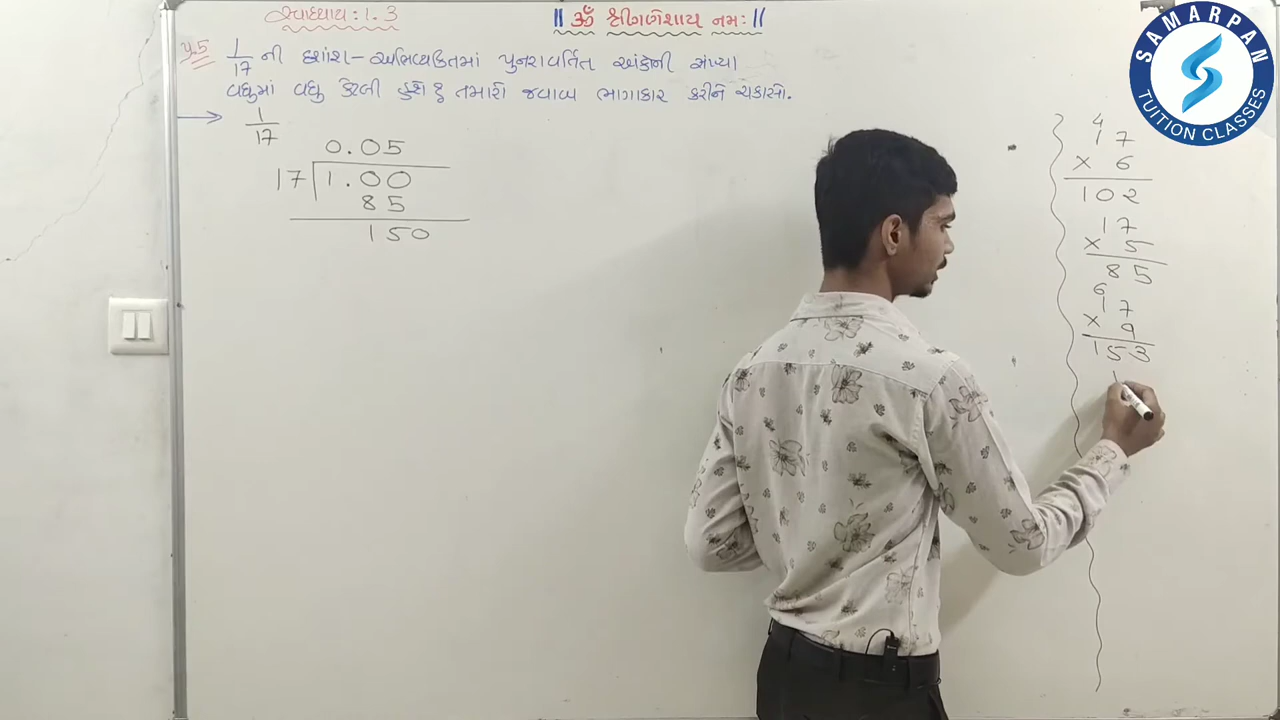 સ્વાધ્યાય : 1.3
|| ૐ શ્રી ગણેશાય નમઃ ||
પ્ર.5 1/17 ની દશાંશ-અભિવ્યક્તિમાં પુનરાવર્તિત અંકોની સંખ્યા
વધુમાં વધુ કેટલી હશે ? તમારો જવાબ ભાગાકાર કરીને ચકાસો.
→ 1/17
0.05
17 1.00
85
150
4
17
× 6
102
17
× 5
85
6
17
× 9
153
1
SAMARPAN
S
TUITION CLASSES